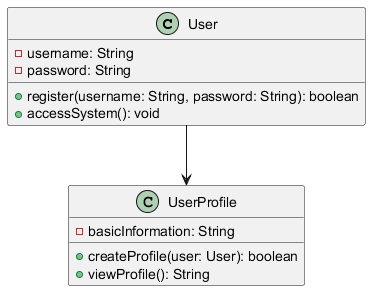 C User
username: String
password: String
register(username: String, password: String): boolean
accessSystem(): void
C UserProfile
basicInformation: String
createProfile(user: User): boolean
viewProfile(): String